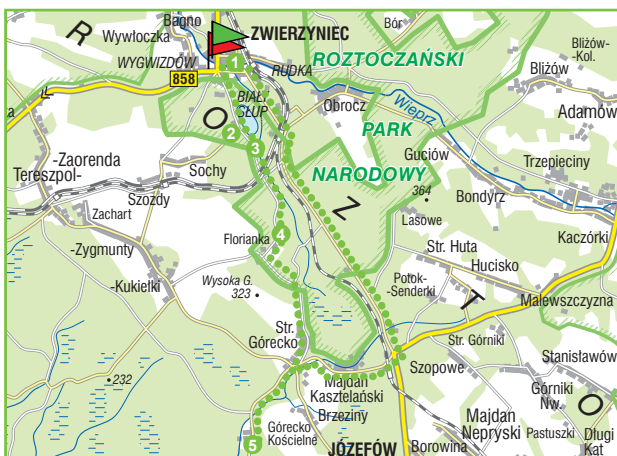 Bagno
ZWIERZYNIEC
Bór
Wywłoczka
R
O
Z
T
O
WYGWIZDÓW
858
1
RUDKA
ROZTOCZAŃSKI
PARK
NARODOWY
Bliżów-
-Kol.
Bliżów
Adamów
BIAŁY
SŁUP
Obrocz
Wieprz
2
3
Guciów
Trzepieciny
-Zaorenda
Tereszpol-
Sochy
Szozdy
Zachart
364
Bondyrz
Lasowe
Kaczórki
-Zygmunty
Florianka
4
Str. Huta
Hucisko
-Kukiełki
Wysoka G.
323
Potok-
-Senderki
Malewszczyzna
Str.
Górecko
Str. Górniki
232
Szopowe
Stanisławów
Majdan
Kasztelański
Górniki
Nw.
Brzeziny
Majdan
Nepryski
Pastuszki
Długi
Kąt
Górecko
Kościelne
5
JÓZEFÓW
Borowina